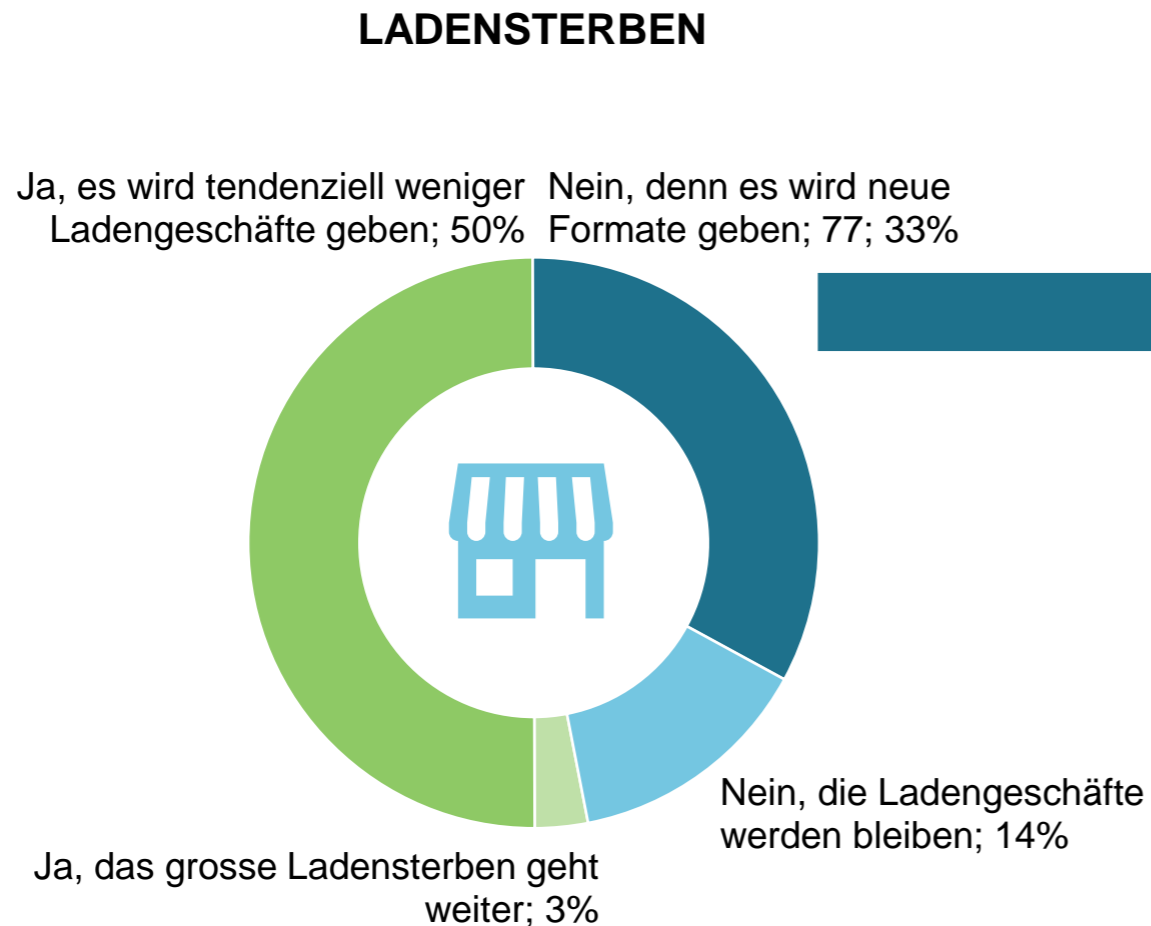 LADENSTERBEN
Ja, es wird tendenziell weniger
Ladengeschäfte geben; 50%
Nein, denn es wird neue
Formate geben; 77; 33%
Nein, die Ladengeschäfte
werden bleiben; 14%
Ja, das grosse Ladensterben geht
weiter; 3%